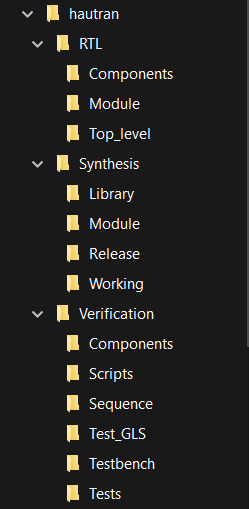 hautran
RTL
Components
Module
Top_level
Synthesis
Library
Module
Release
Working
Verification
Components
Scripts
Sequence
Test_GLS
Testbench
Tests